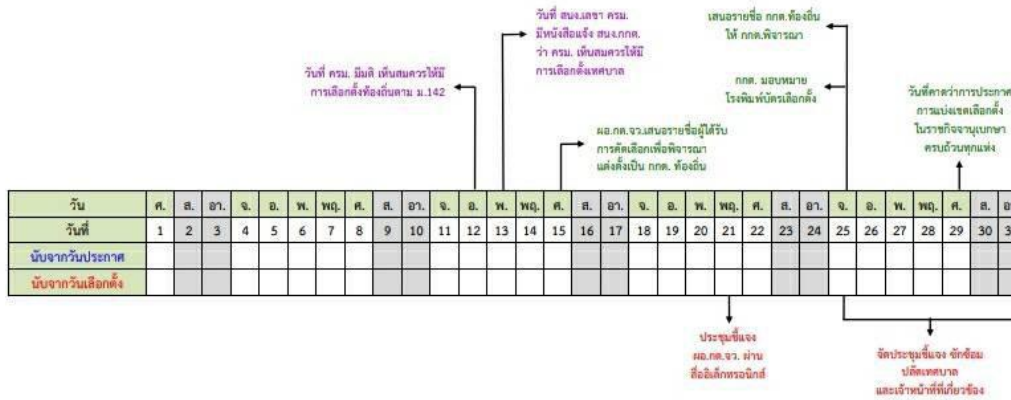 วันที่ สนง.เลขา ครม.
มีหนังสือแจ้ง สนง.กกต.
ว่า ครม. เห็นสมควรให้มี
การเลือกตั้งเทศบาล
เสนอรายชื่อ กกต.ท้องถิ่น
ให้ กกต.พิจารณา
วันที่ ครม. มีมติ เห็นสมควรให้มี
การเลือกตั้งท้องถิ่นตาม ม.142
กกต. มอบหมาย
โรงพิมพ์บัตรเลือกตั้ง
วันที่คาดว่าการประกาศ
การแบ่งเขตเลือกตั้ง
ในราชกิจจานุเบกษา
ครบถ้วนทุกแห่ง
ผอ.กต.จว.เสนอรายชื่อผู้ได้รับ
การคัดเลือกเพื่อพิจารณา
แต่งตั้งเป็น กกต. ท้องถิ่น
วัน ศ. ส. อา. จ. อ. พ. พฤ. ศ. ส. อา. จ. อ. พ. พฤ. ศ. ส. อา. จ. อ. พ. พฤ. ศ. ส. อา. จ. อ. พ. พฤ. ศ. ส.
วันที่ 1 2 3 4 5 6 7 8 9 10 11 12 13 14 15 16 17 18 19 20 21 22 23 24 25 26 27 28 29 30
นับจากวันประกาศ
นับจากวันเลือกตั้ง
ประชุมชี้แจง
ผอ.กต.จว. ผ่าน
สื่ออิเล็กทรอนิกส์
จัดประชุมชี้แจง ซักซ้อม
ปลัดเทศบาล
และเจ้าหน้าที่ที่เกี่ยวข้อง